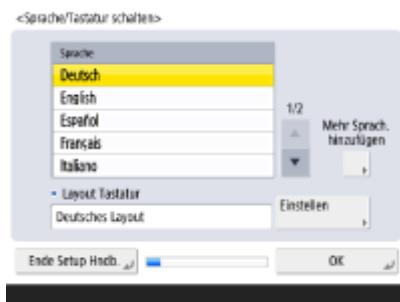 <Sprache/Tastatur schalten>
Sprache
Deutsch
English
Español
Français
Italiano
1/2
Mehr Sprach.
hinzufügen
Layout Tastatur
Deutsches Layout
Einstellen
Ende Setup Hndb.
OK